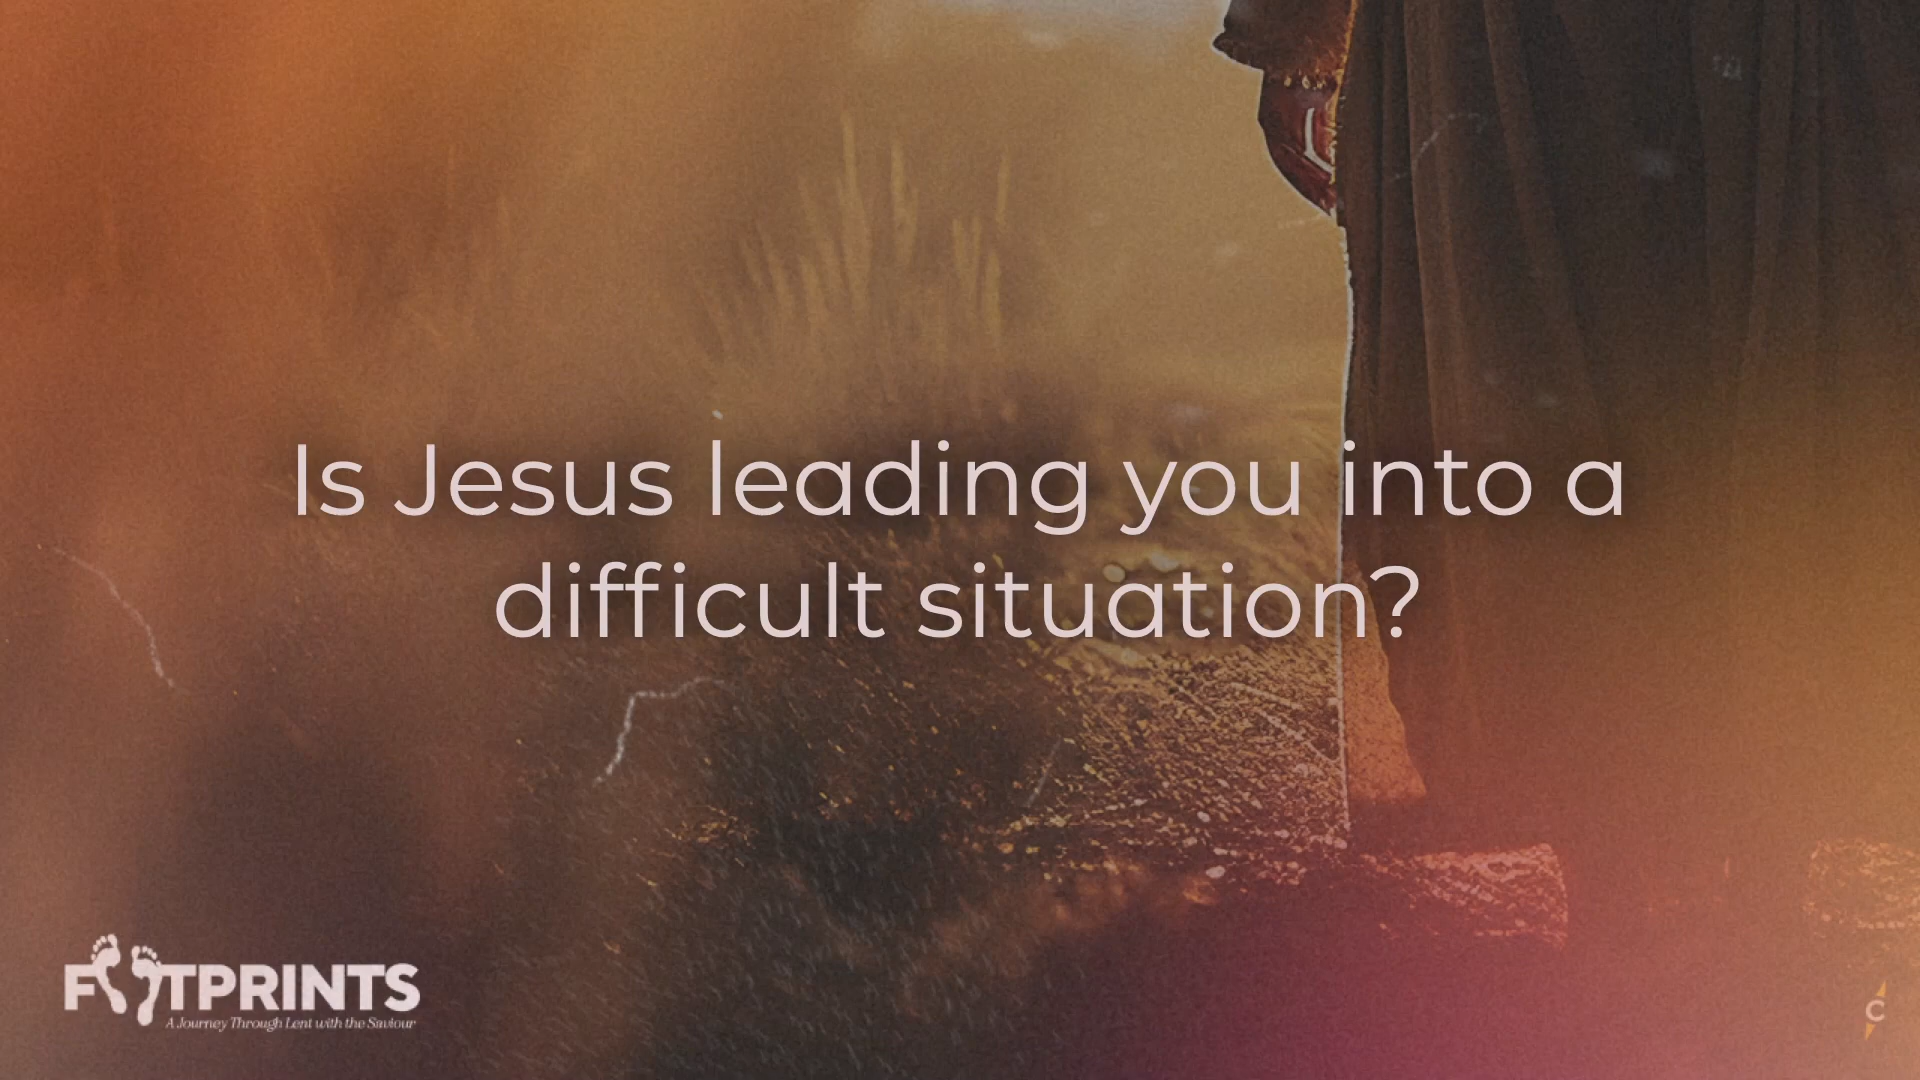 Is Jesus leading you into a
difficult situation?
FOOTPRINTS
A Journey Through Lent with the Saviour
C